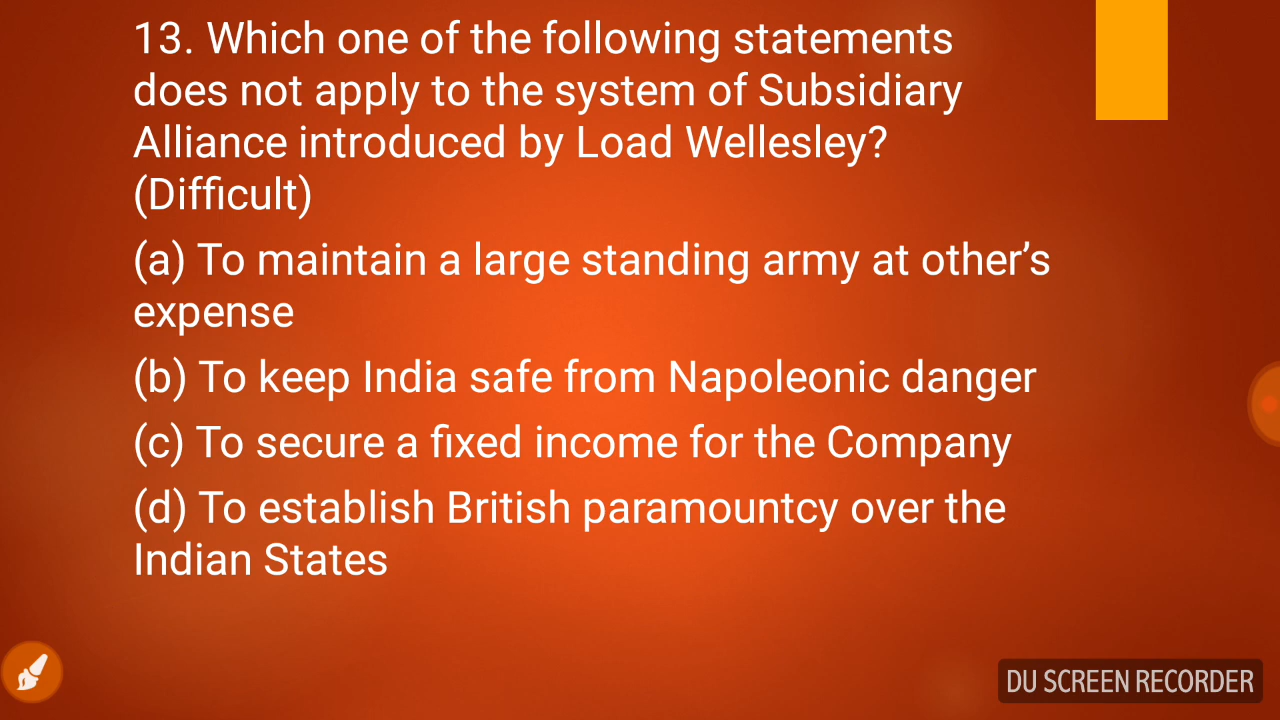 13. Which one of the following statements
does not apply to the system of Subsidiary
Alliance introduced by Load Wellesley?
(Difficult)
(a) To maintain a large standing army at other’s
expense
(b) To keep India safe from Napoleonic danger
(c) To secure a fixed income for the Company
(d) To establish British paramountcy over the
Indian States
DU SCREEN RECORDER